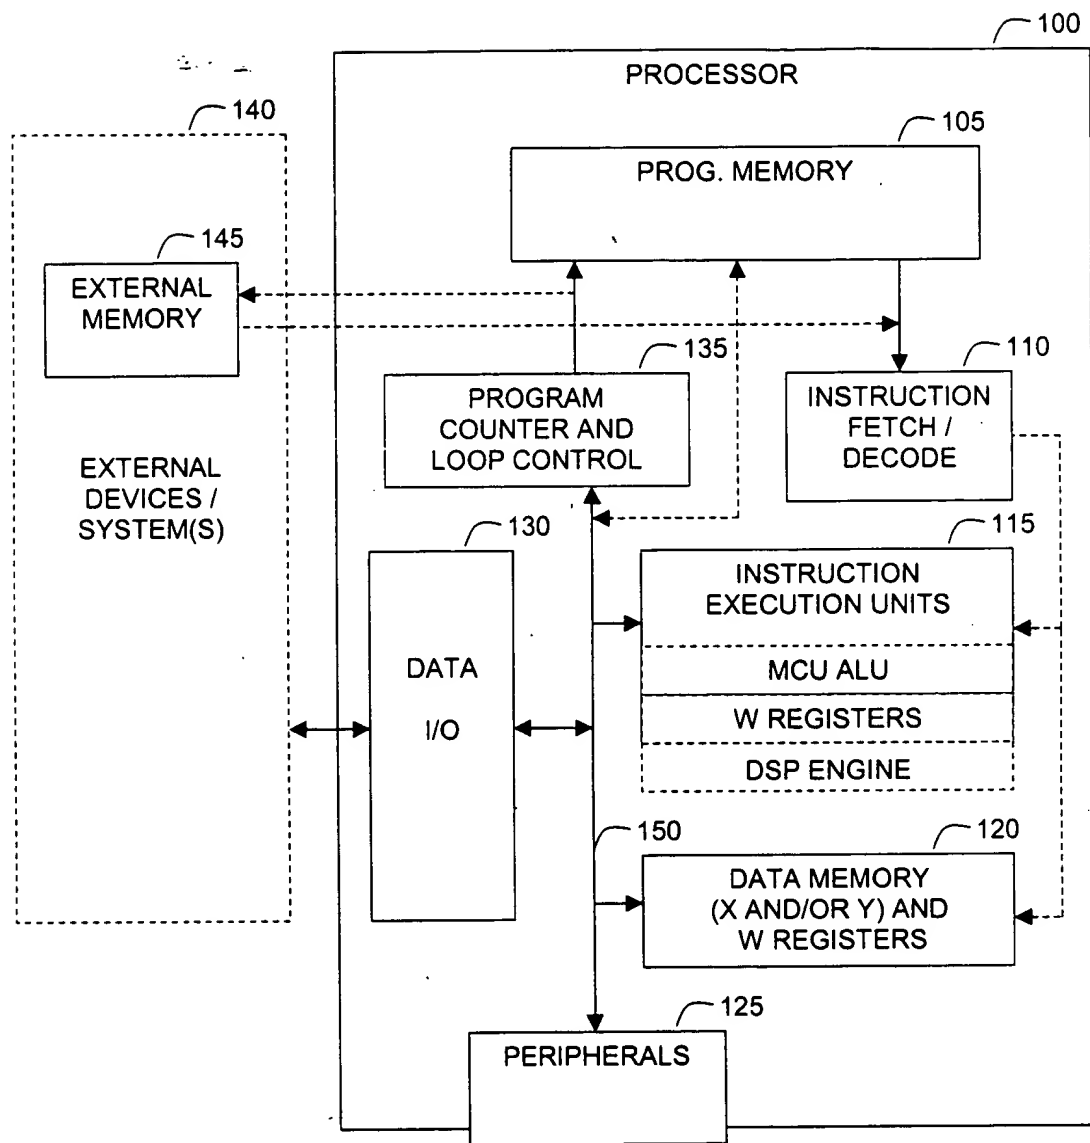 100
PROCESSOR
140
105
PROG. MEMORY
145
EXTERNAL
MEMORY
135
110
PROGRAM
COUNTER AND
LOOP CONTROL
INSTRUCTION
FETCH /
DECODE
EXTERNAL
DEVICES /
SYSTEM(S)
130
115
DATA
I/O
INSTRUCTION
EXECUTION UNITS
MCU ALU
W REGISTERS
DSP ENGINE
150
120
DATA MEMORY
(X AND/OR Y) AND
W REGISTERS
125
PERIPHERALS